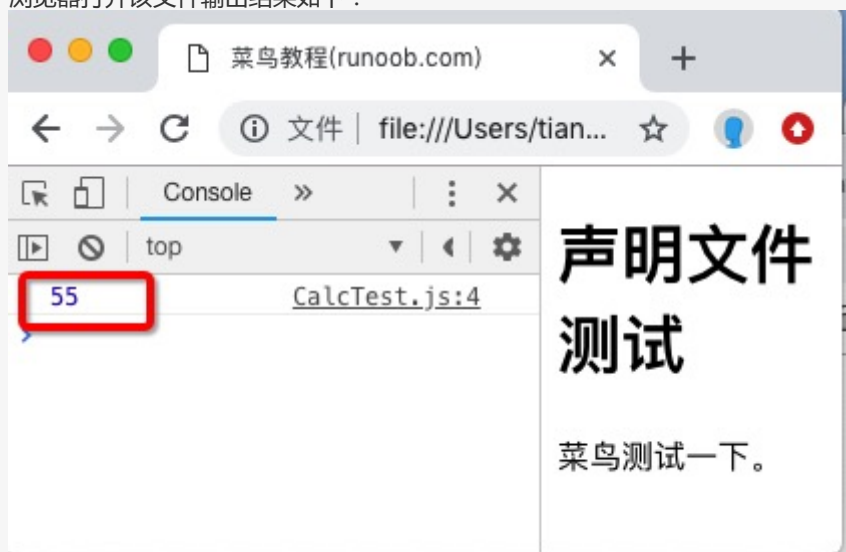 浏览器打开该文件输出结果如下：
菜鸟教程(runoob.com)
文件 | file:///Users/tian...
Console »
top
55 CalcTest.js:4
声明文件
测试
菜鸟测试一下。